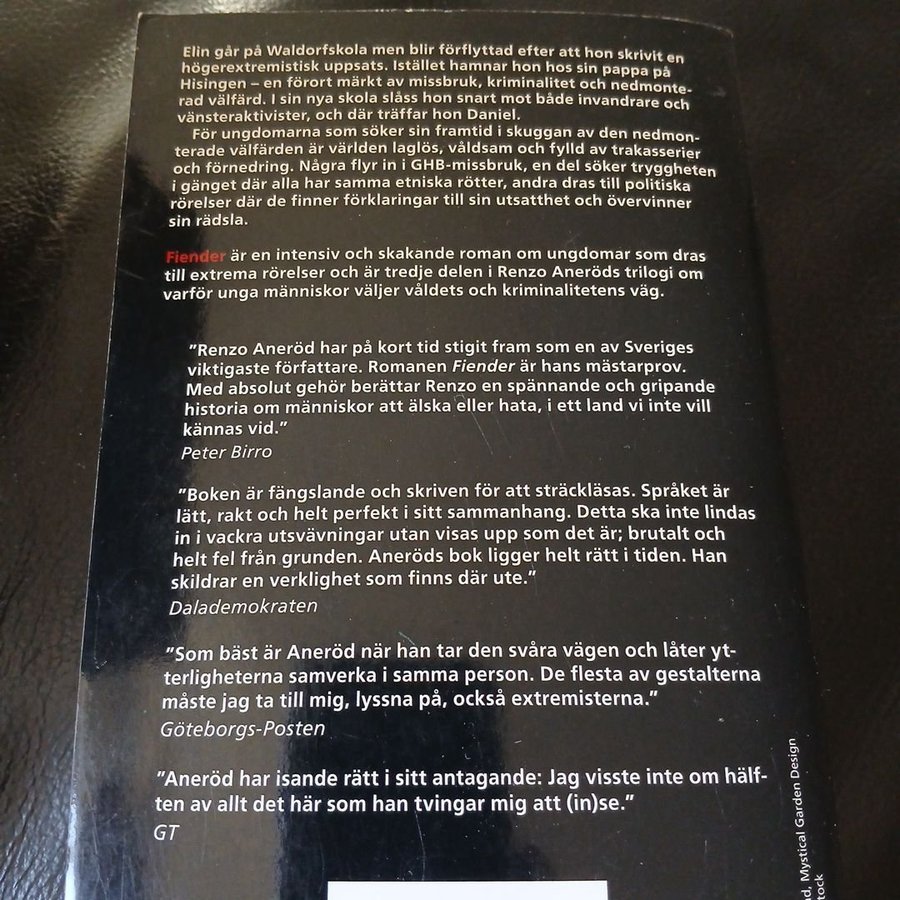 Elin går på Waldorfskola men blir förflyttad efter att hon skrivit en
högerextremistisk uppsats. Istället hamnar hon hos sin pappa på
Hisingen – en förort märkt av missbruk, kriminalitet och nedmonte-
rad välfärd. I sin nya skola slåss hon snart mot både invandrare och
vänsteraktivister, och där träffar hon Daniel.
För ungdomarna som söker sin framtid i skuggan av den nedmon-
terade välfärden är världen laglös, våldsam och fylld av trakasserier
och förnedring. Några flyr in i GHB-missbruk, en del söker tryggheten
i gänget där alla har samma etniska rötter, andra dras till politiska
rörelser där de finner förklaringar till sin utsatthet och övervinner
sin rädsla.
Fiender är en intensiv och skakande roman om ungdomar som dras
till extrema rörelser och är tredje delen i Renzo Aneröds trilogi om
varför unga människor väljer våldets och kriminalitetens väg.
”Renzo Aneröd har på kort tid stigit fram som en av Sveriges
viktigaste författare. Romanen Fiender är hans mästarprov.
Med absolut gehör berättar Renzo en spännande och gripande
historia om människor att älska eller hata, i ett land vi inte vill
kännas vid.”
Peter Birro
”Boken är fängslande och skriven för att sträckläsas. Språket är
lätt, rakt och helt perfekt i sitt sammanhang. Detta ska inte lindas
in i vackra utsvävningar utan visas upp som det är; brutalt och
helt fel från grunden. Aneröds bok ligger helt rätt i tiden. Han
skildrar en verklighet som finns där ute.”
Dalademokraten
”Som bäst är Aneröd när han tar den svåra vägen och låter yt-
terligheterna samverka i samma person. De flesta av gestalterna
måste jag ta till mig, lyssna på, också extremisterna.”
Göteborgs-Posten
”Aneröd har isande rätt i sitt antagande: Jag visste inte om hälf-
ten av allt det här som han tvingar mig att (in)se.”
GT
Mystical Garden Design